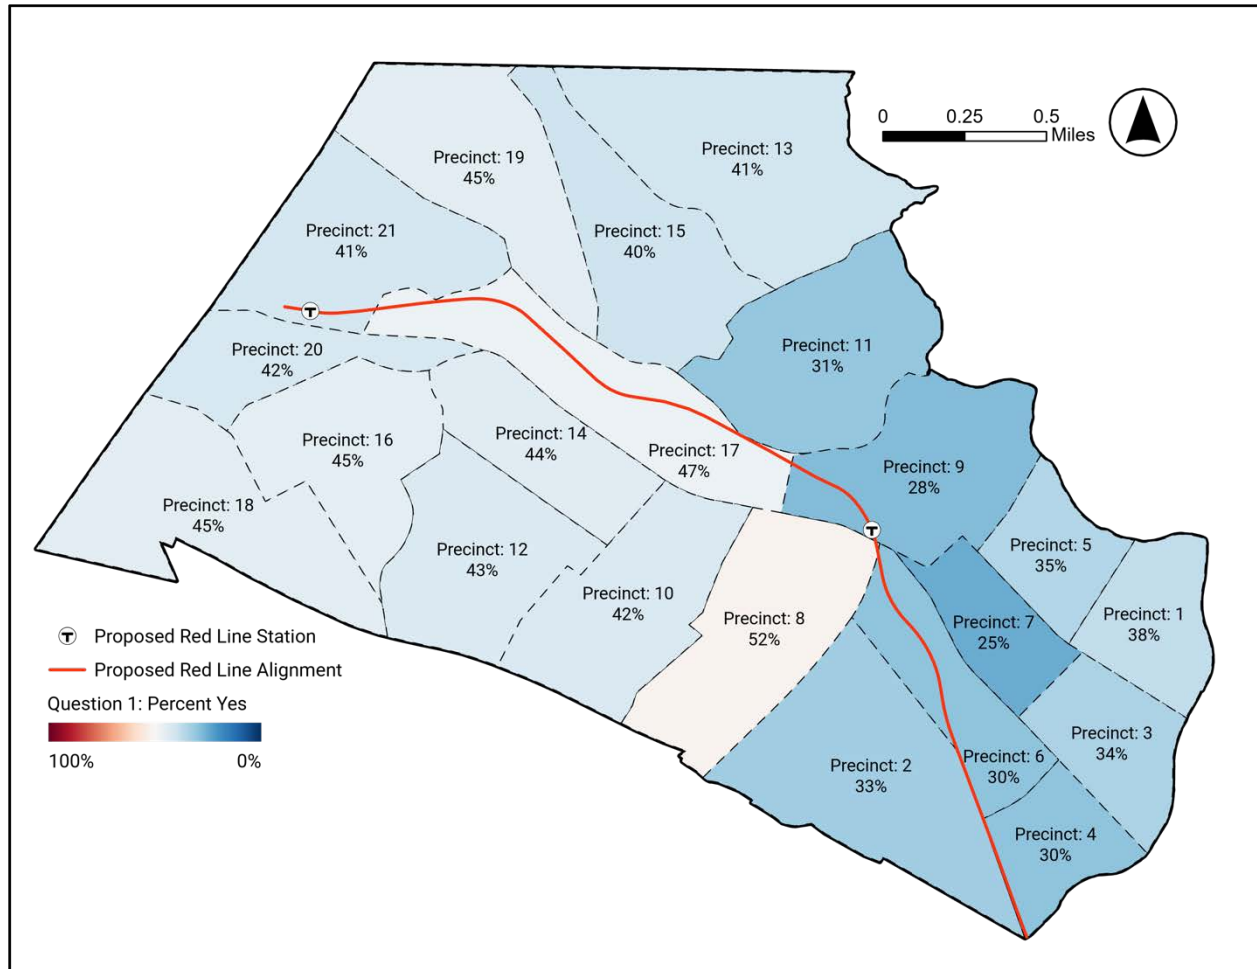 0 0.25 0.5
Miles
Precinct: 19
45%
Precinct: 13
41%
Precinct: 21
41%
Precinct: 15
40%
Precinct: 20
42%
Precinct: 11
31%
Precinct: 16
45%
Precinct: 14
44%
Precinct: 17
47%
Precinct: 9
28%
Precinct: 18
45%
Precinct: 12
43%
Precinct: 5
35%
Precinct: 10
42%
Precinct: 8
52%
Precinct: 7
25%
Precinct: 1
38%
Precinct: 3
34%
Precinct: 2
33%
Precinct: 6
30%
Precinct: 4
30%
T
T
T Proposed Red Line Station
Proposed Red Line Alignment
Question 1: Percent Yes
100% 0%